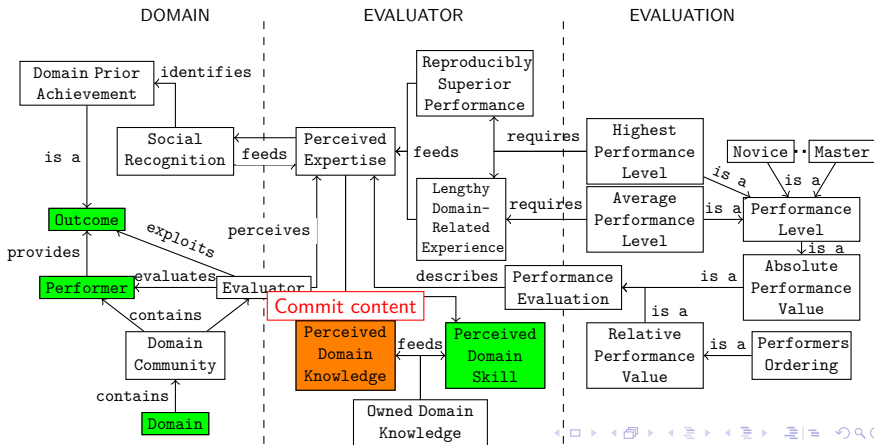 DOMAIN
EVALUATOR
EVALUATION
Domain Prior
Achievement
identifies
Social
Recognition
is a
feeds
Perceived
Expertise
feeds
Reproducibly
Superior
Performance
Lengthy
Domain-
Related
Experience
requires
requires
Highest
Performance
Level
Average
Performance
Level
Novice
Master
is a
is a
is a
is a
Performance
Level
is a
Outcome
exploits
provides
perceives
Performer
evaluates
Evaluator
describes
Performance
Evaluation
is a
Absolute
Performance
Value
Commit content
contains
Domain
Community
contains
Domain
Perceived
Domain
Knowledge
feeds
Perceived
Domain
Skill
Owned Domain
Knowledge
is a
Relative
Performance
Value
is a
Performers
Ordering